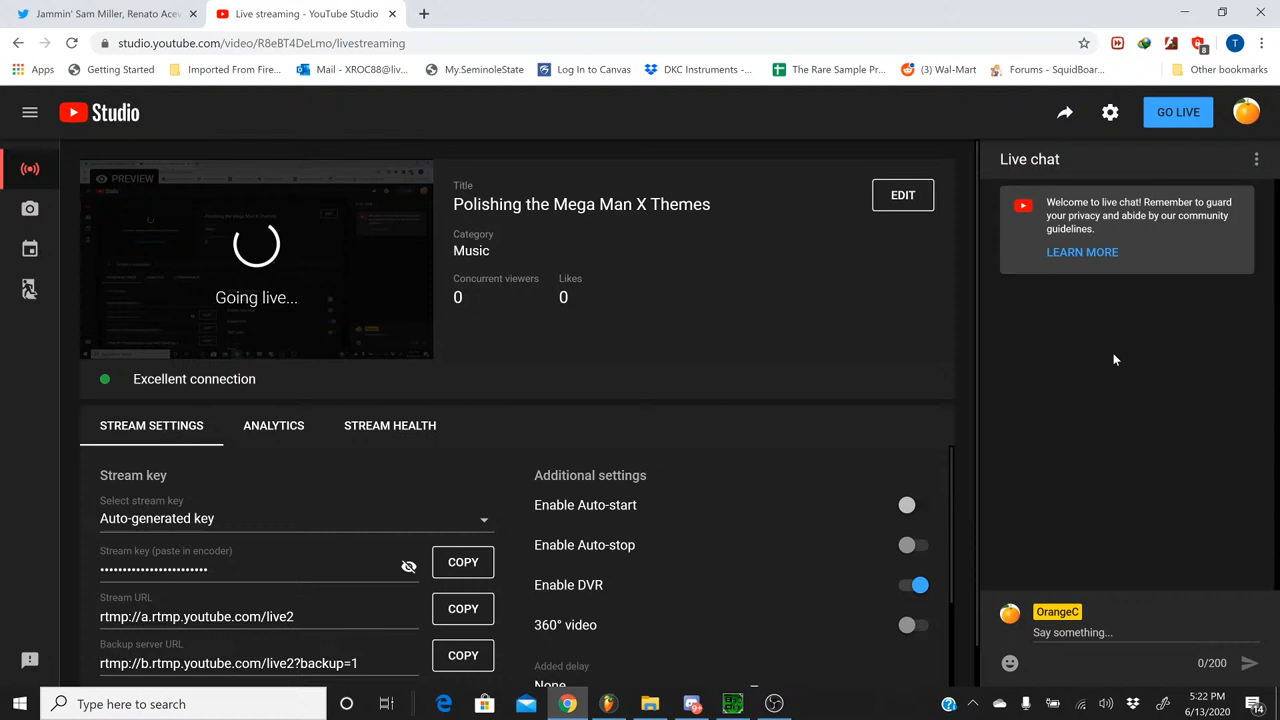 Jammin' Sam Miller, Renato Acev
Live streaming - YouTube Studio
studio.youtube.com/video/R8eBT4DeLmo/livestreaming
8
T
Apps
Getting Started
Imported From Fire...
Mail - XROC88@liv...
My.SeminoleState
Log In to Canvas
DKC Instruments -...
The Rare Sample Pr...
(3) Wal-Mart
Forums - SquidBoar...
Other bookmarks
Studio
GO LIVE
PREVIEW
Going live...
Title
Polishing the Mega Man X Themes
EDIT
Category
Music
Concurrent viewers
Likes
0
0
Excellent connection
Live chat
Welcome to live chat! Remember to guard
your privacy and abide by our community
guidelines.
LEARN MORE
STREAM SETTINGS
ANALYTICS
STREAM HEALTH
Stream key
Select stream key
Auto-generated key
Stream key (paste in encoder)
••••••••••••••••••••••••
COPY
Stream URL
rtmp://a.rtmp.youtube.com/live2
COPY
Backup server URL
rtmp://b.rtmp.youtube.com/live2?backup=1
COPY
Additional settings
Enable Auto-start
Enable Auto-stop
Enable DVR
360° video
Added delay
None
OrangeC
Say something...
0/200
Type here to search
5:22 PM
6/13/2020
14